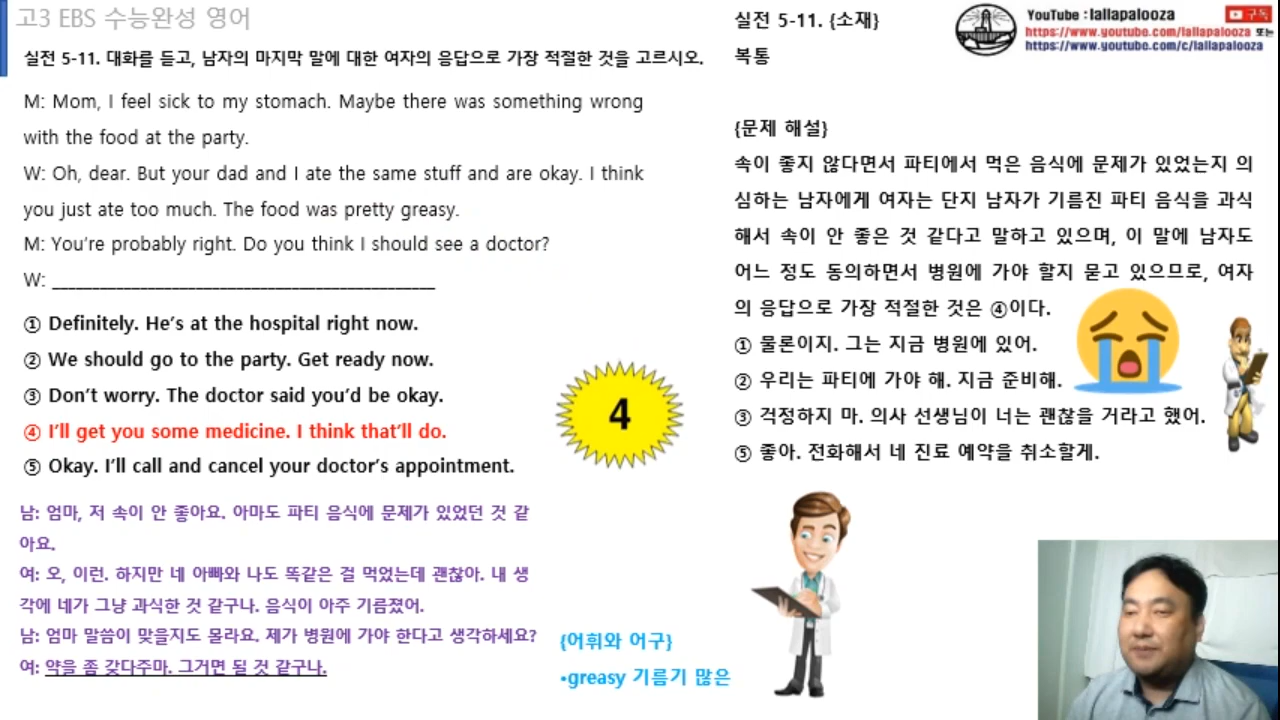 고3 EBS 수능완성 영어
실전 5-11. 대화를 듣고, 남자의 마지막 말에 대한 여자의 응답으로 가장 적절한 것을 고르시오.
M: Mom, I feel sick to my stomach. Maybe there was something wrong
with the food at the party.
W: Oh, dear. But your dad and I ate the same stuff and are okay. I think
you just ate too much. The food was pretty greasy.
M: You're probably right. Do you think I should see a doctor?
W: ________________________________________
① Definitely. He's at the hospital right now.
② We should go to the party. Get ready now.
③ Don't worry. The doctor said you'd be okay.
④ I'll get you some medicine. I think that'll do.
⑤ Okay. I'll call and cancel your doctor's appointment.
4
남: 엄마, 저 속이 안 좋아요. 아마도 파티 음식에 문제가 있었던 것 같
아요.
여: 오, 이런. 하지만 네 아빠와 나도 똑같은 걸 먹었는데 괜찮아. 내 생
각에 네가 그냥 과식한 것 같구나. 음식이 아주 기름졌어.
남: 엄마 말씀이 맞을지도 몰라요. 제가 병원에 가야 한다고 생각하세요?
여: 약을 좀 갖다주마. 그거면 될 것 같구나.
{어휘와 어구}
•greasy 기름기 많은
실전 5-11. {소재}
복통
YouTube : lallapalooza
구독
https://www.youtube.com/lallapalooza 또는
https://www.youtube.com/c/lallapalooza
{문제 해설}
속이 좋지 않다면서 파티에서 먹은 음식에 문제가 있었는지 의
심하는 남자에게 여자는 단지 남자가 기름진 파티 음식을 과식
해서 속이 안 좋은 것 같다고 말하고 있으며, 이 말에 남자도
어느 정도 동의하면서 병원에 가야 할지 묻고 있으므로, 여자
의 응답으로 가장 적절한 것은 ④이다.
① 물론이지. 그는 지금 병원에 있어.
② 우리는 파티에 가야 해. 지금 준비해.
③ 걱정하지 마. 의사 선생님이 너는 괜찮을 거라고 했어.
⑤ 좋아. 전화해서 네 진료 예약을 취소할게.